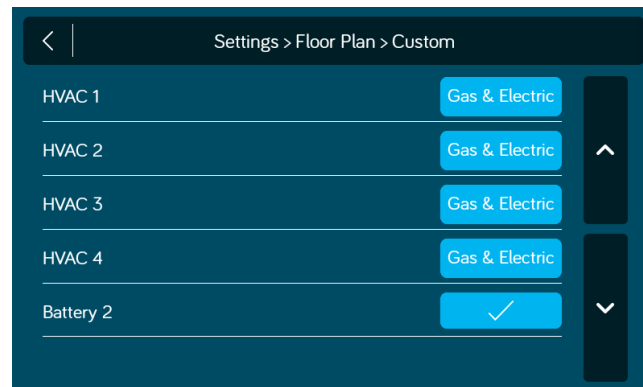 Settings > Floor Plan > Custom
HVAC 1 Gas & Electric
HVAC 2 Gas & Electric
HVAC 3 Gas & Electric
HVAC 4 Gas & Electric
Battery 2